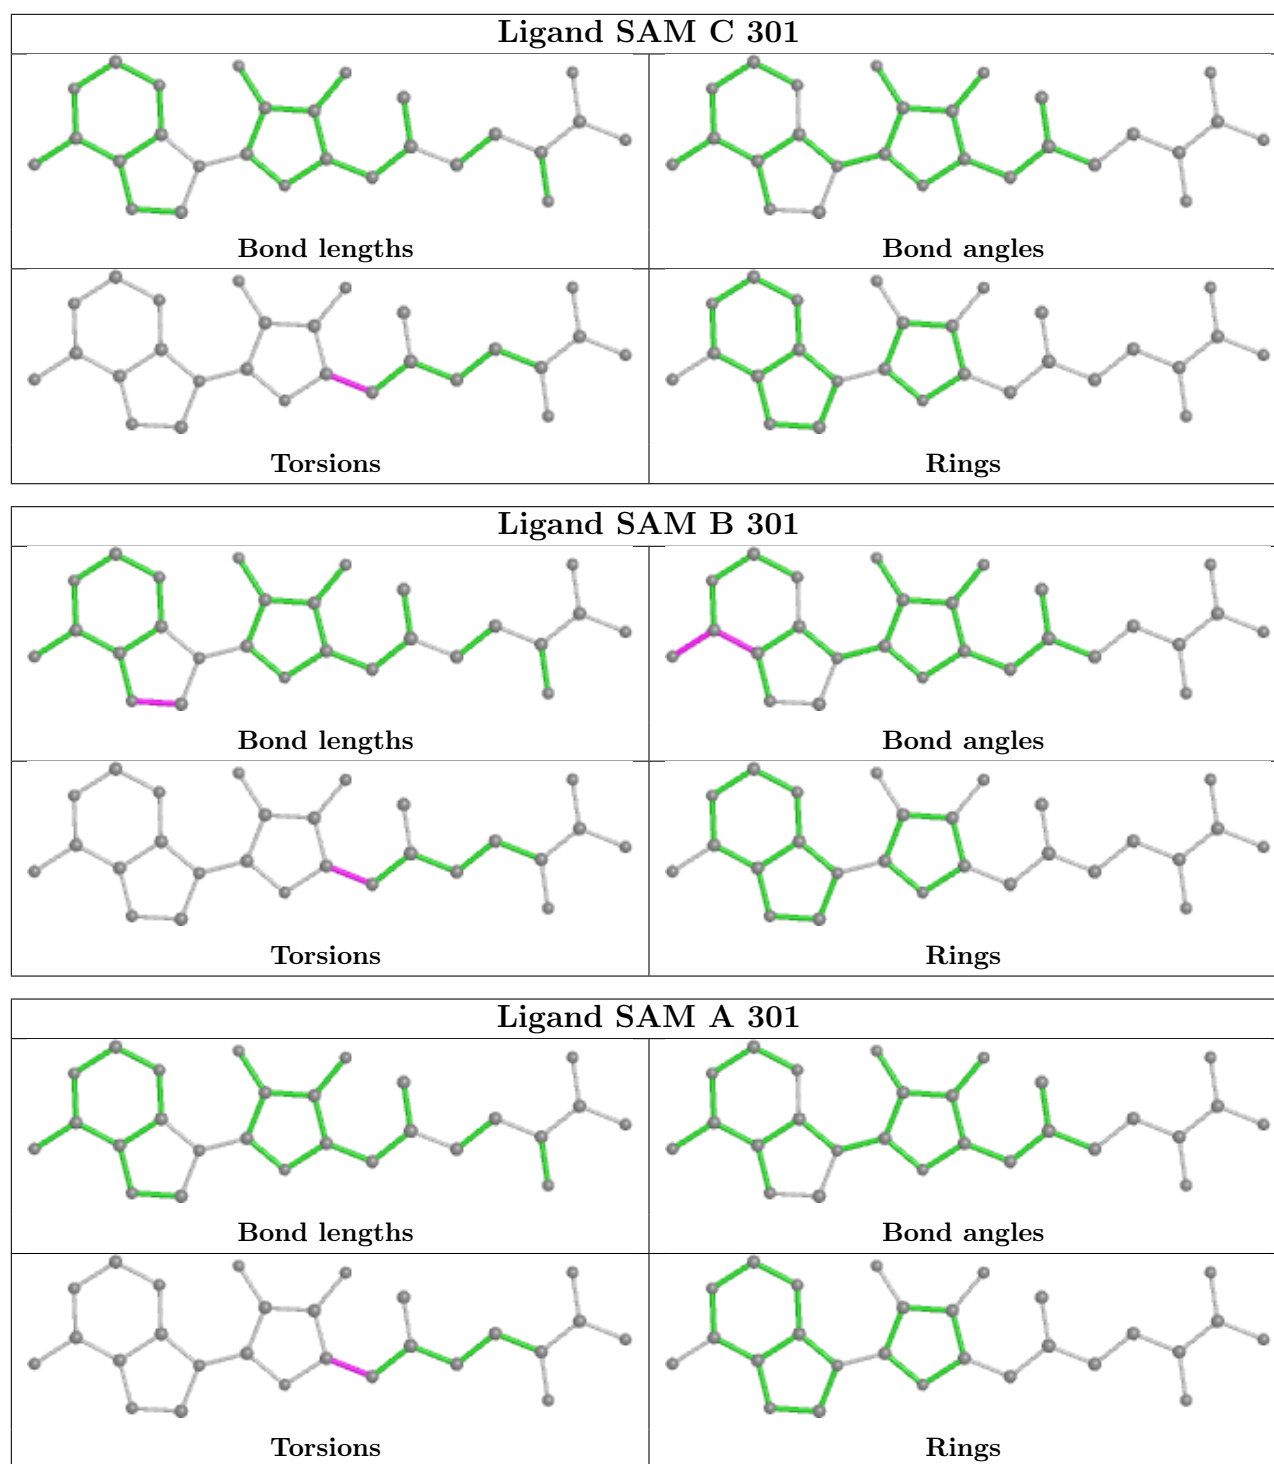 Ligand SAM C 301
Bond lengths
Bond angles
Torsions
Rings
Ligand SAM B 301
Bond lengths
Bond angles
Torsions
Rings
Ligand SAM A 301
Bond lengths
Bond angles
Torsions
Rings